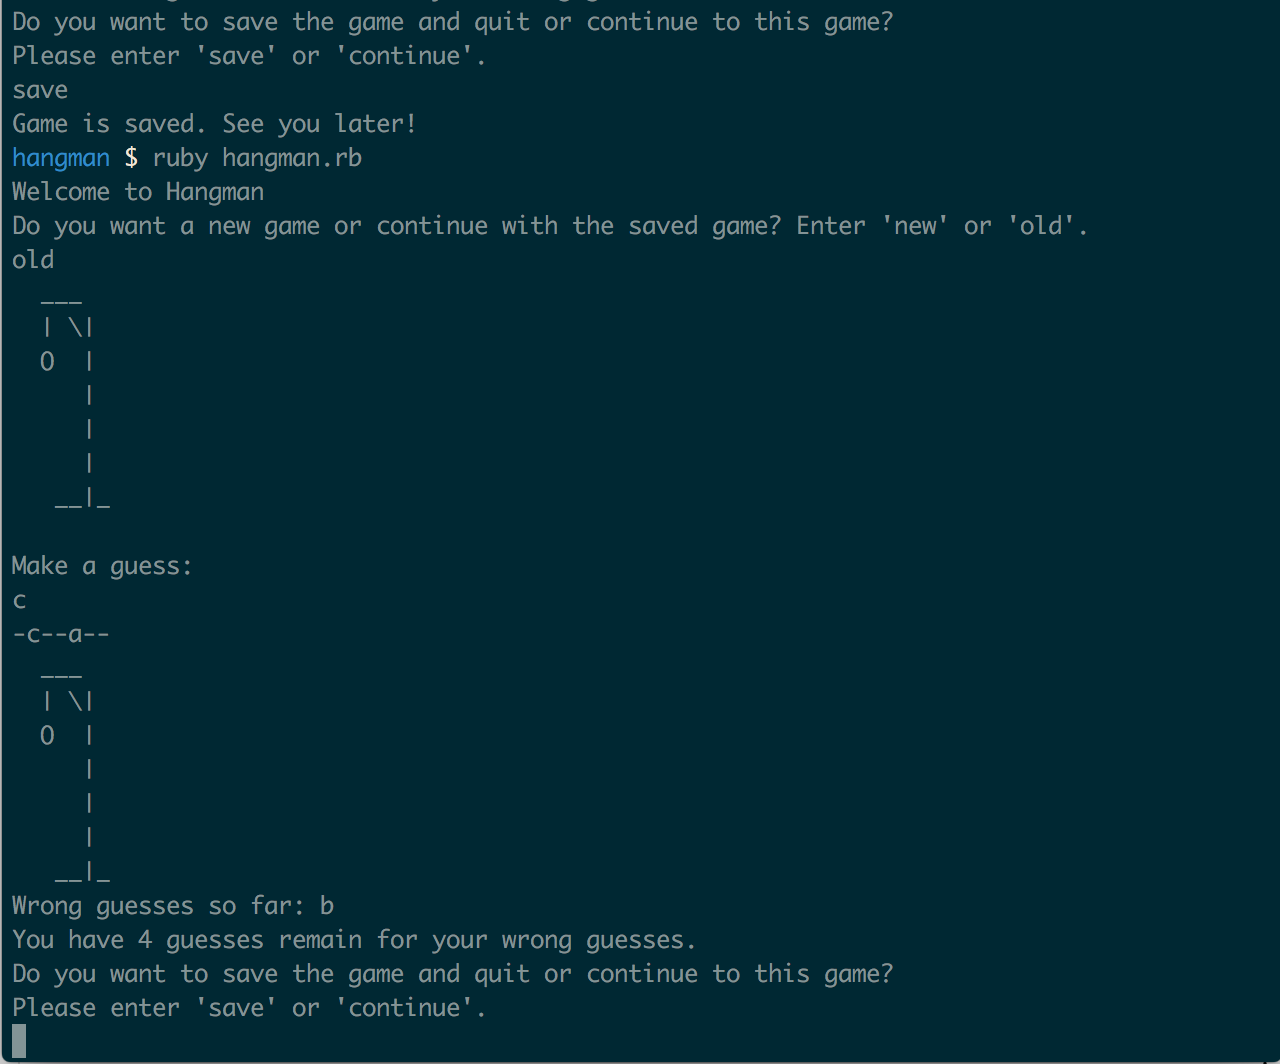 Do you want to save the game and quit or continue to this game?
Please enter 'save' or 'continue'.
save
Game is saved. See you later!
hangman $ ruby hangman.rb
Welcome to Hangman
Do you want a new game or continue with the saved game? Enter 'new' or 'old'.
old
  ___
  | \|
  O  |
     |
     |
     |
   __|_

Make a guess:
c
-c--a--
  ___
  | \|
  O  |
     |
     |
     |
   __|_
Wrong guesses so far: b
You have 4 guesses remain for your wrong guesses.
Do you want to save the game and quit or continue to this game?
Please enter 'save' or 'continue'.